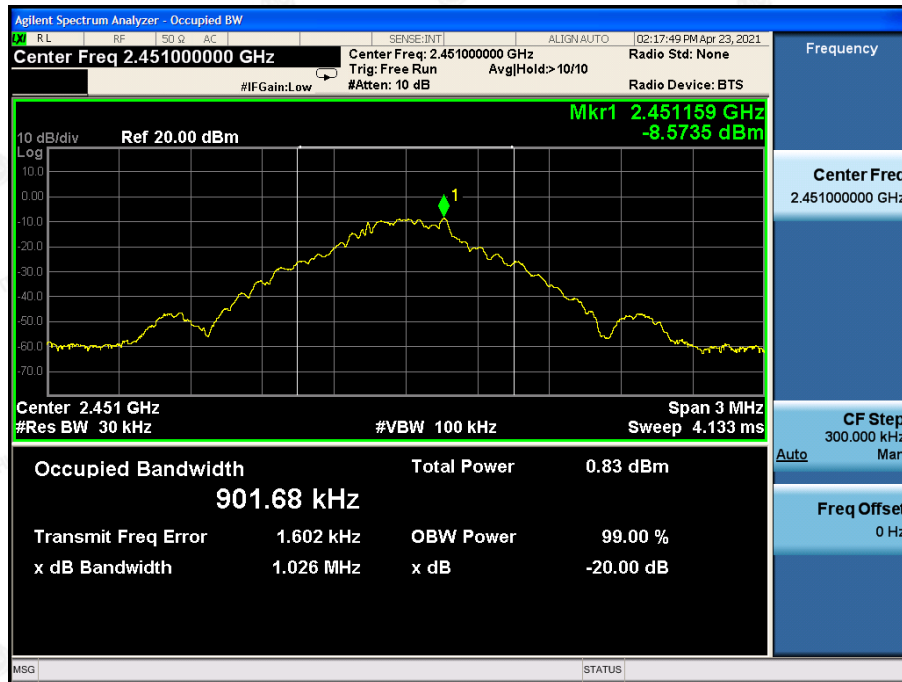 Agilent Spectrum Analyzer - Occupied BW
LXI RL RF 50 Ω AC SENSE:INT ALIGN AUTO 02:17:49 PM Apr 23, 2021
Center Freq 2.451000000 GHz
Center Freq: 2.451000000 GHz Radio Std: None
Trig: Free Run Avg|Hold:>10/10
#IFGain:Low #Atten: 10 dB Radio Device: BTS
Mkr1 2.451159 GHz
-8.5735 dBm
10 dB/div Ref 20.00 dBm
Log
10.0
0.00
-10.0
-20.0
-30.0
-40.0
-50.0
-60.0
-70.0
1
Center 2.451 GHz Span 3 MHz
#Res BW 30 kHz #VBW 100 kHz Sweep 4.133 ms
Occupied Bandwidth Total Power 0.83 dBm
901.68 kHz
Transmit Freq Error 1.602 kHz OBW Power 99.00 %
x dB Bandwidth 1.026 MHz x dB -20.00 dB
Frequency
Center Freq
2.451000000 GHz
CF Step
300.000 kHz
Auto Man
Freq Offset
0 Hz
MSG STATUS